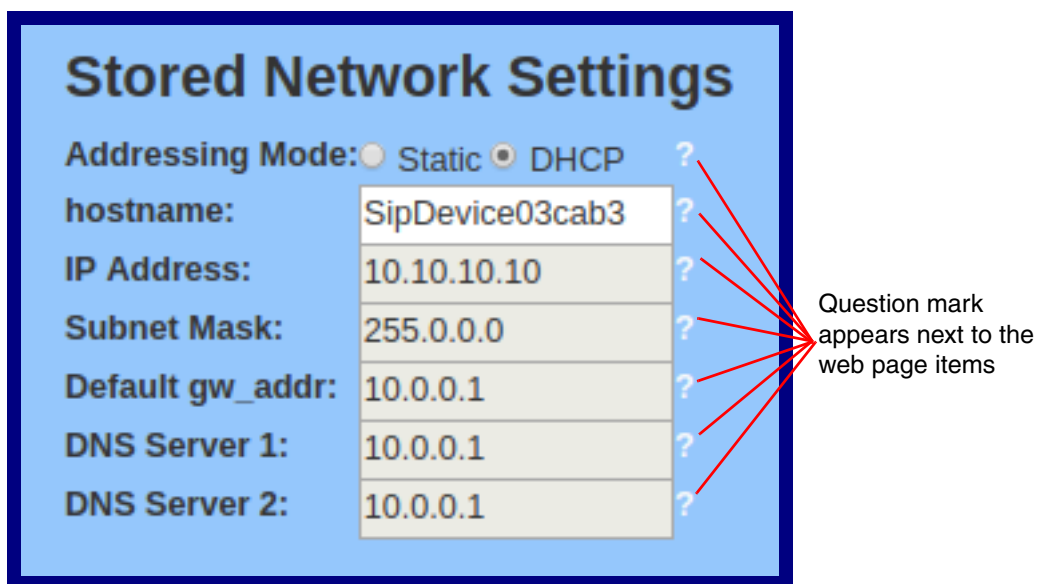 Stored Network Settings
Addressing Mode: Static DHCP ?
hostname: SipDevice03cab3 ?
IP Address: 10.10.10.10 ?
Subnet Mask: 255.0.0.0 ?
Default gw_addr: 10.0.0.1 ?
DNS Server 1: 10.0.0.1 ?
DNS Server 2: 10.0.0.1 ?
Question mark
appears next to the
web page items